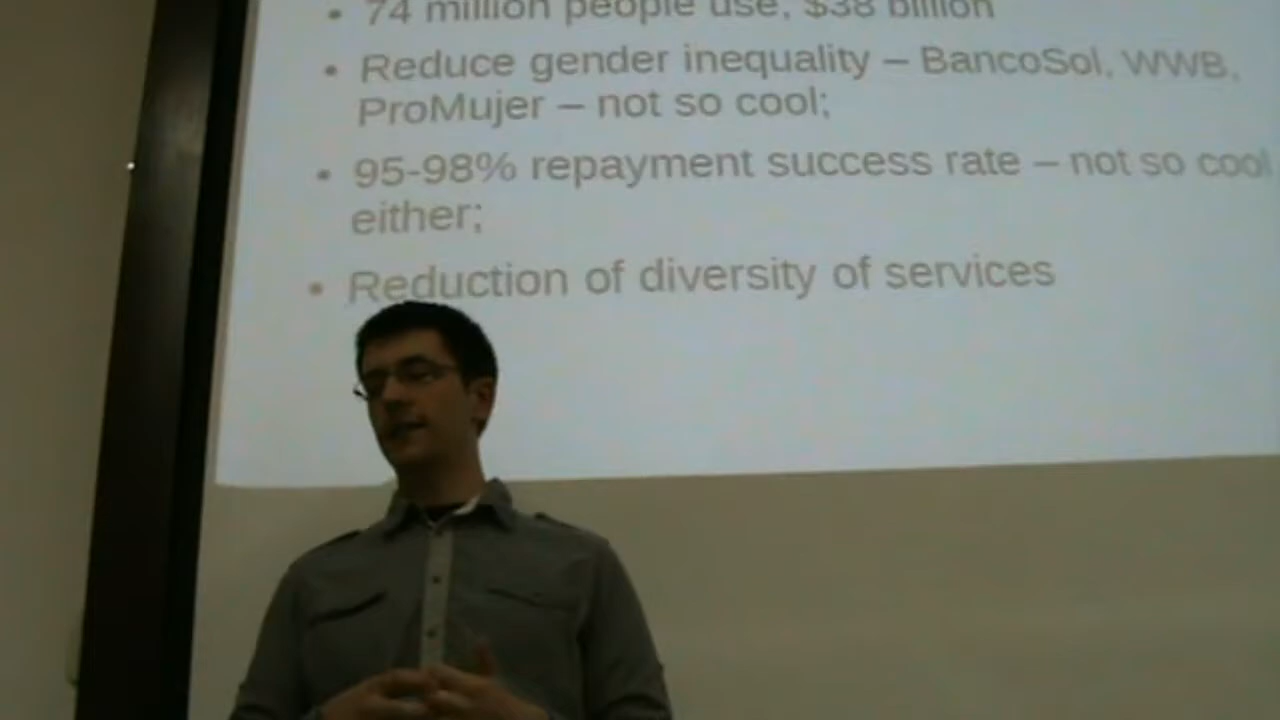 • 74 million people use, $38 billion
• Reduce gender inequality – BancoSol, WWB,
ProMujer – not so cool;
• 95-98% repayment success rate – not so cool
either;
• Reduction of diversity of services